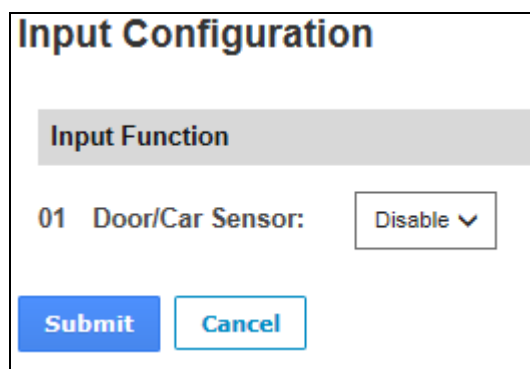 Input Configuration
Input Function
01 Door/Car Sensor: Disable
Submit Cancel